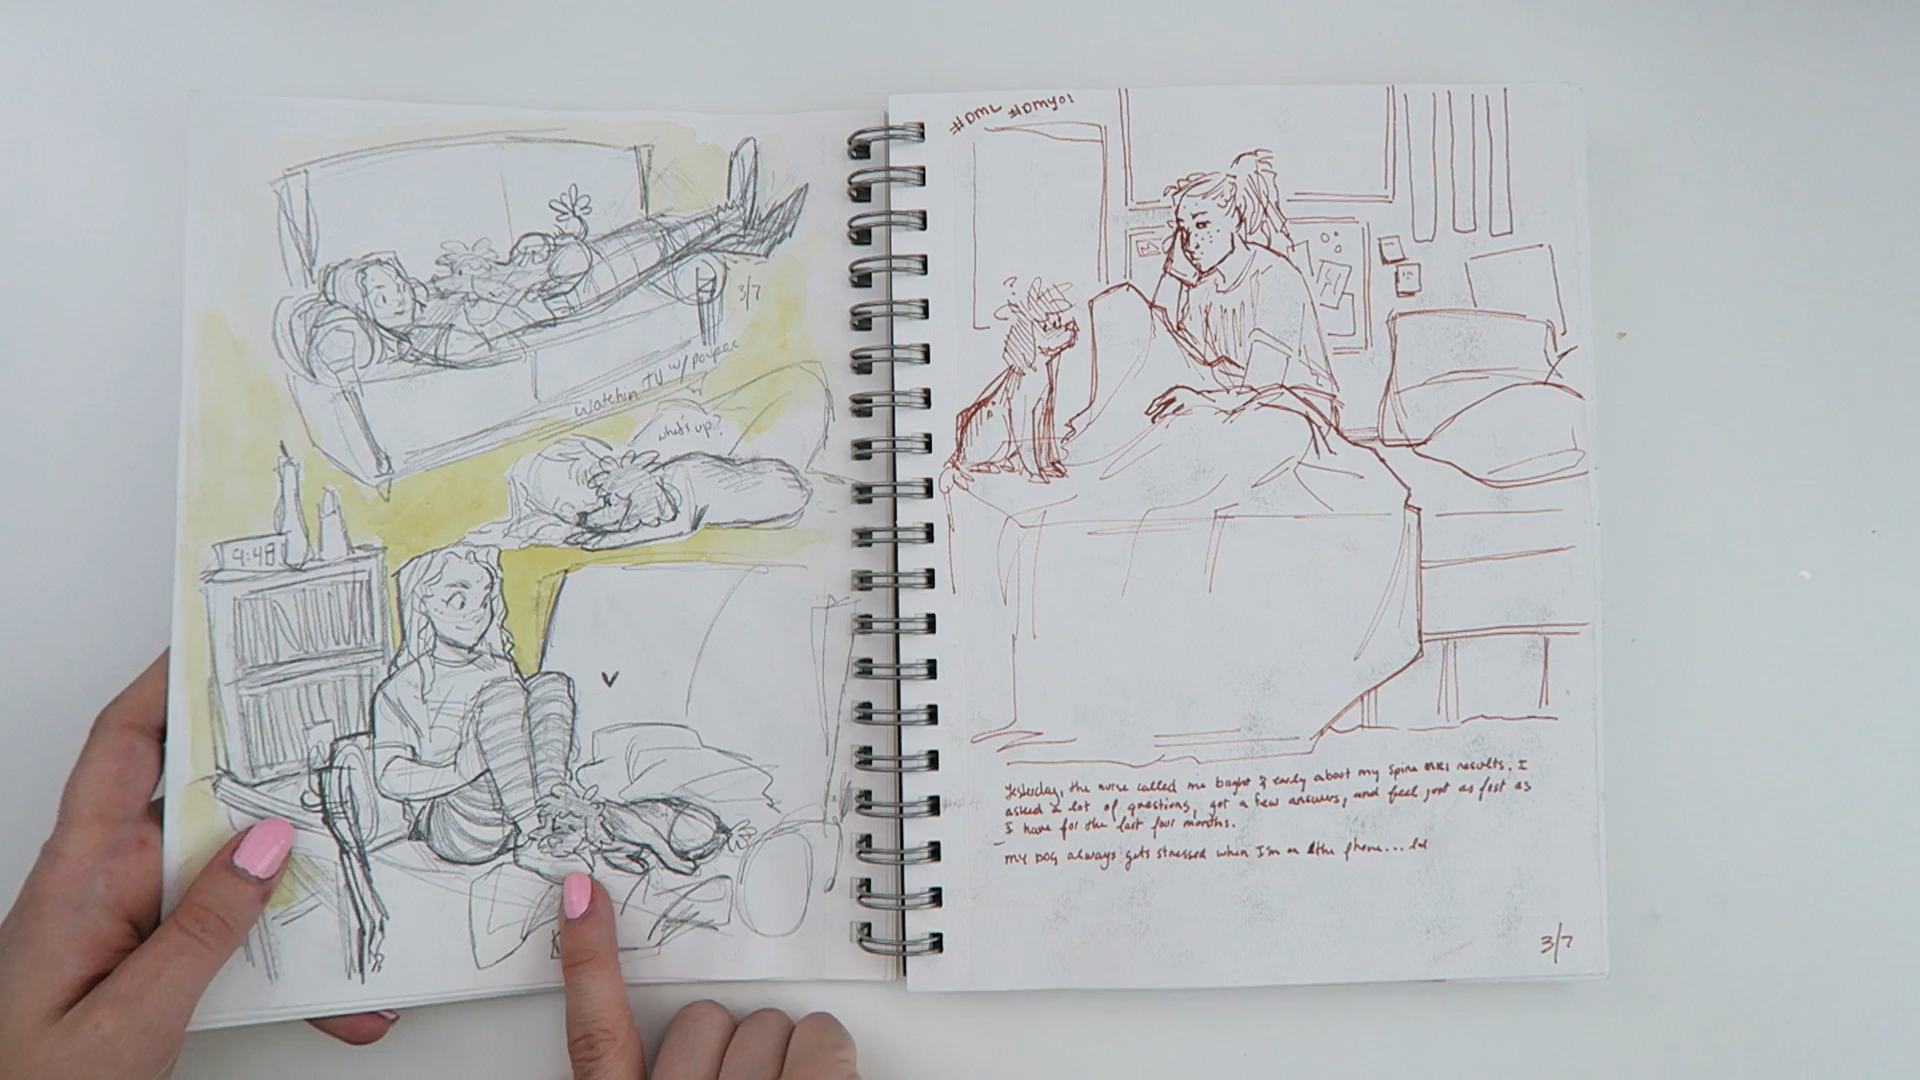 3/7
watchin TV w/ poupee
what's up?
9:48
#DML #DMY01
Yesterday, the nurse called me bright & early about my spine MRI results. I
asked a lot of questions, got a few answers, and feel just as lost as
I have for the last four months.
my dog always gets stressed when I'm on the phone... lol
3/7